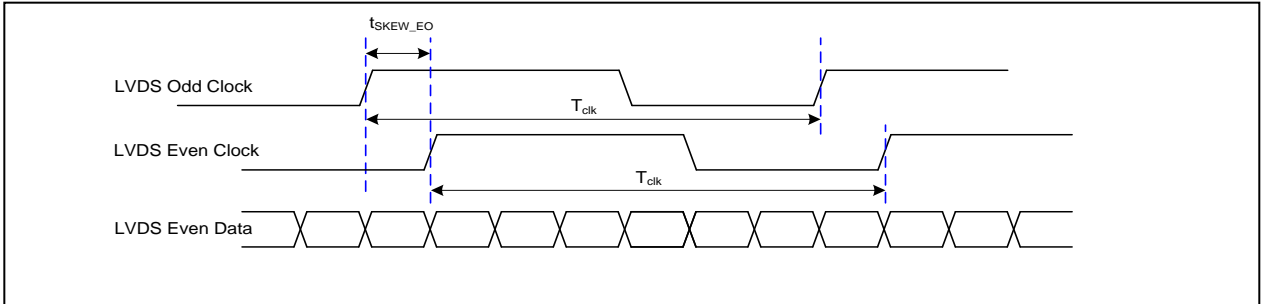 tSKEW_EO
LVDS Odd Clock
Tclk
LVDS Even Clock
Tclk
LVDS Even Data